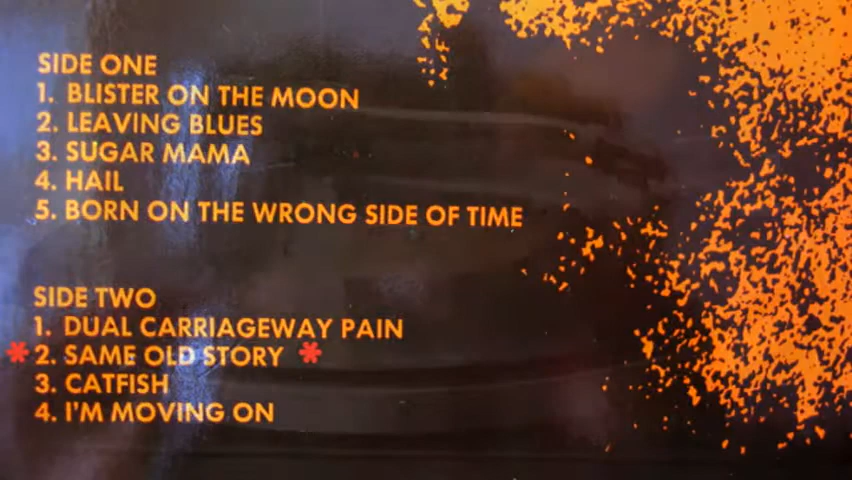 SIDE ONE
1. BLISTER ON THE MOON
2. LEAVING BLUES
3. SUGAR MAMA
4. HAIL
5. BORN ON THE WRONG SIDE OF TIME
SIDE TWO
1. DUAL CARRIAGEWAY PAIN
* 2. SAME OLD STORY *
3. CATFISH
4. I'M MOVING ON